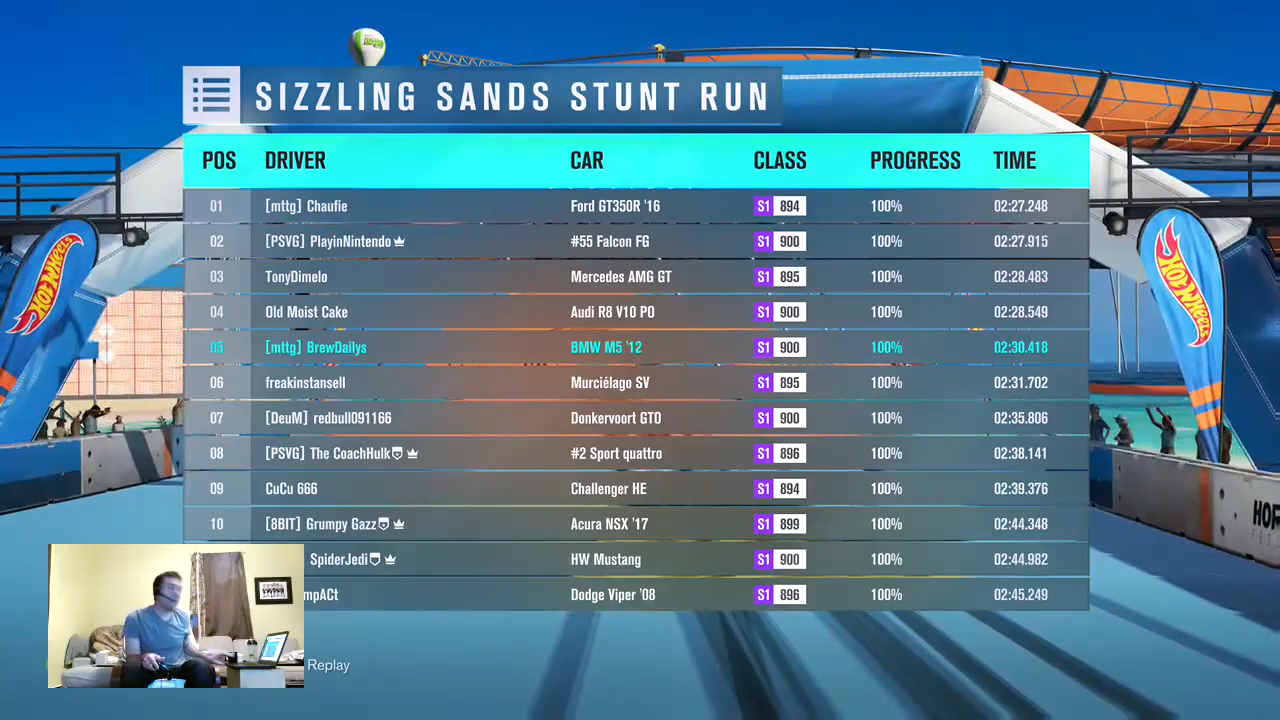 SIZZLING SANDS STUNT RUN
POS DRIVER CAR CLASS PROGRESS TIME
01 [mttg] Chaufie Ford GT350R '16 S1 894 100% 02:27.248
02 [PSVG] PlayinNintendo #55 Falcon FG S1 900 100% 02:27.915
03 TonyDimelo Mercedes AMG GT S1 895 100% 02:28.483
04 Old Moist Cake Audi R8 V10 PO S1 900 100% 02:28.549
05 [mttg] BrewDailys BMW M5 '12 S1 900 100% 02:30.418
06 freakinstansell Murciélago SV S1 895 100% 02:31.702
07 [DeuM] redbull091166 Donkervoort GTO S1 900 100% 02:35.806
08 [PSVG] The CoachHulk #2 Sport quattro S1 896 100% 02:38.141
09 CuCu 666 Challenger HE S1 894 100% 02:39.376
10 [8BIT] Grumpy Gazz Acura NSX '17 S1 899 100% 02:44.348
SpiderJedi HW Mustang S1 900 100% 02:44.982
mpACt Dodge Viper '08 S1 896 100% 02:45.249
Replay
HOT WHEELS
HOT WHEELS